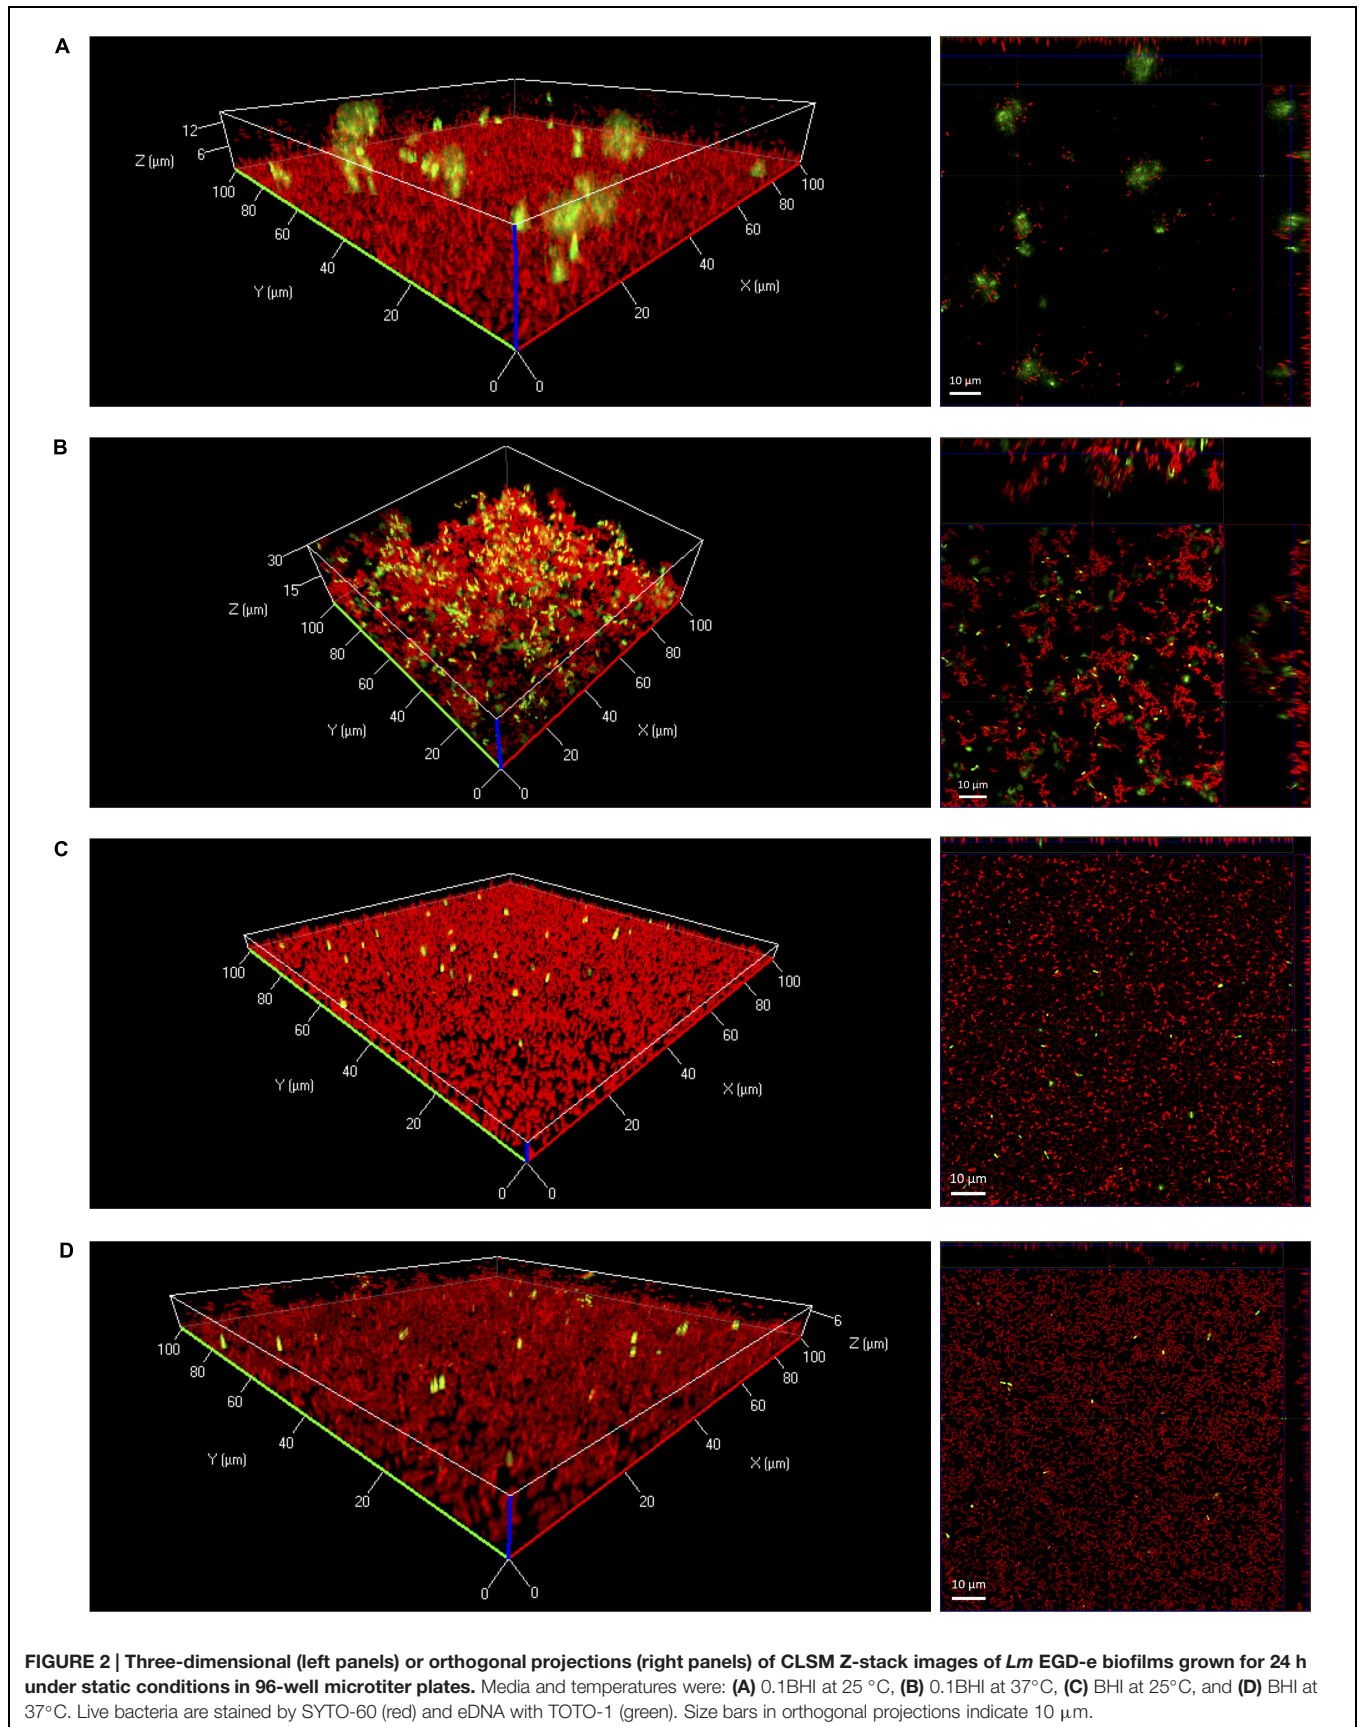 A
12
6
Z (µm)
100
80
60
40
20
0
Y (µm)
0
20
40
60
80
100
X (µm)
10 µm
B
30
15
Z (µm)
100
80
60
40
20
0
Y (µm)
0
20
40
60
80
100
X (µm)
10 µm
C
100
80
60
40
20
0
Y (µm)
0
20
40
60
80
100
X (µm)
10 µm
D
6
Z (µm)
100
80
60
40
20
0
Y (µm)
0
20
40
60
80
100
X (µm)
10 µm
FIGURE 2 | Three-dimensional (left panels) or orthogonal projections (right panels) of CLSM Z-stack images of Lm EGD-e biofilms grown for 24 h
under static conditions in 96-well microtiter plates. Media and temperatures were: (A) 0.1BHI at 25 °C, (B) 0.1BHI at 37°C, (C) BHI at 25°C, and (D) BHI at
37°C. Live bacteria are stained by SYTO-60 (red) and eDNA with TOTO-1 (green). Size bars in orthogonal projections indicate 10 µm.